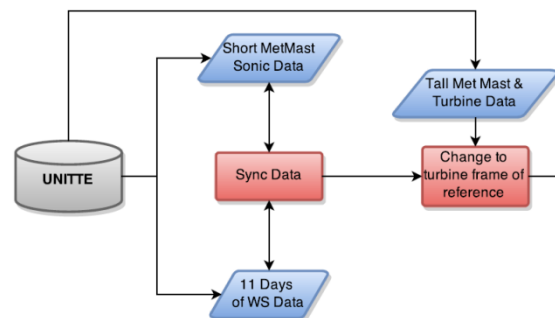 Short MetMast
Sonic Data
Tall Met Mast &
Turbine Data
UNITTE
Sync Data
Change to
turbine frame of
reference
11 Days
of WS Data